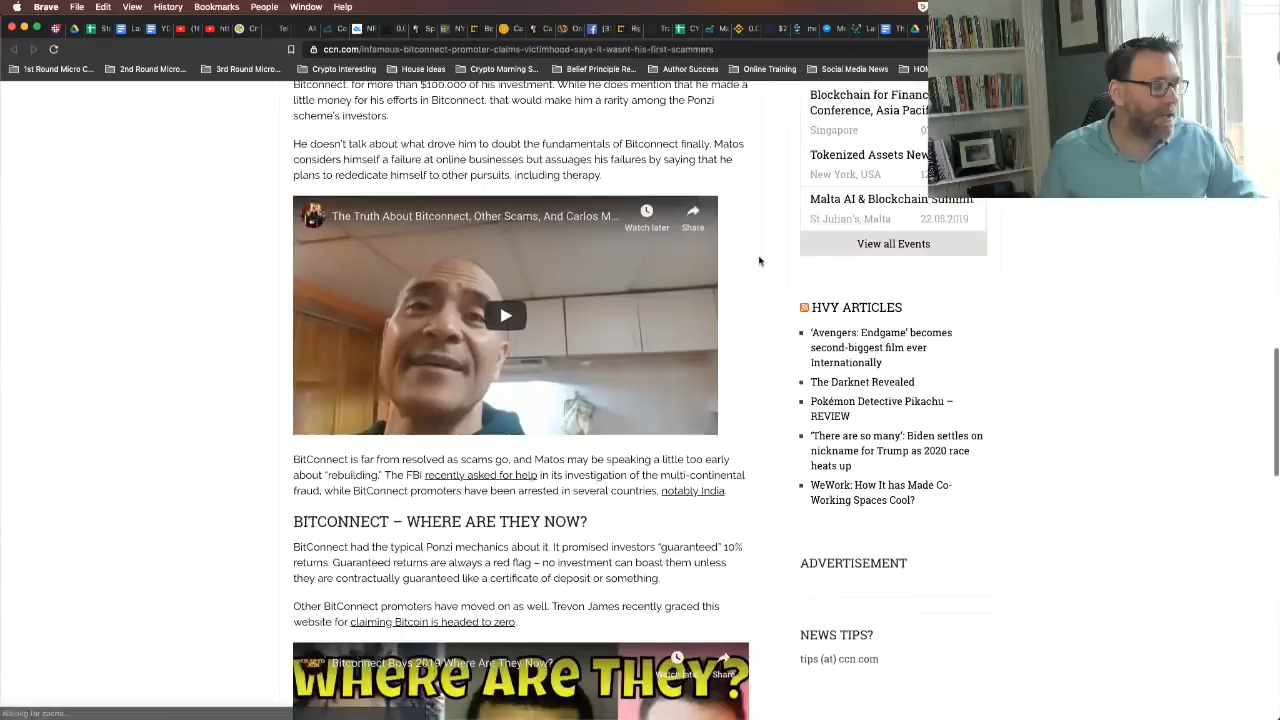 Brave File Edit View History Bookmarks People Window Help
ccn.com/infamous-bitconnect-promoter-claims-victimhood-says-it-wasnt-his-first-scammers
1st Round Micro C... 2nd Round Micro... 3rd Round Micro... Crypto Interesting House Ideas Crypto Morning S... Belief Principle Re... Author Success Online Training Social Media News
Bitconnect, for more than $100,000 of his investment. While he does mention that he made a
little money for his efforts in Bitconnect, that would make him a rarity among the Ponzi
scheme's investors.
He doesn't talk about what drove him to doubt the fundamentals of Bitconnect finally. Matos
considers himself a failure at online businesses but assuages his failures by saying that he
plans to rededicate himself to other pursuits, including therapy.
The Truth About Bitconnect, Other Scams, And Carlos M...
Watch later
Share
BitConnect is far from resolved as scams go, and Matos may be speaking a little too early
about "rebuilding." The FBI recently asked for help in its investigation of the multi-continental
fraud, while BitConnect promoters have been arrested in several countries, notably India.
BITCONNECT – WHERE ARE THEY NOW?
BitConnect had the typical Ponzi mechanics about it. It promised investors "guaranteed" 10%
returns. Guaranteed returns are always a red flag – no investment can boast them unless
they are contractually guaranteed like a certificate of deposit or something.
Other BitConnect promoters have moved on as well. Trevon James recently graced this
website for claiming Bitcoin is headed to zero.
Bitconnect Boys 2019 Where Are They Now?
Share
WHERE ARE THEY?
Blockchain for Financ
Conference, Asia Pacif
Singapore
Tokenized Assets New
New York, USA
Malta AI & Blockchain Summit
St Julian's, Malta 22.05.2019
View all Events
HVY ARTICLES
'Avengers: Endgame' becomes
second-biggest film ever
Internationally
The Darknet Revealed
Pokémon Detective Pikachu –
REVIEW
'There are so many': Biden settles on
nickname for Trump as 2020 race
heats up
WeWork: How It has Made Co-
Working Spaces Cool?
ADVERTISEMENT
NEWS TIPS?
tips (at) ccn.com
Waiting for cache...